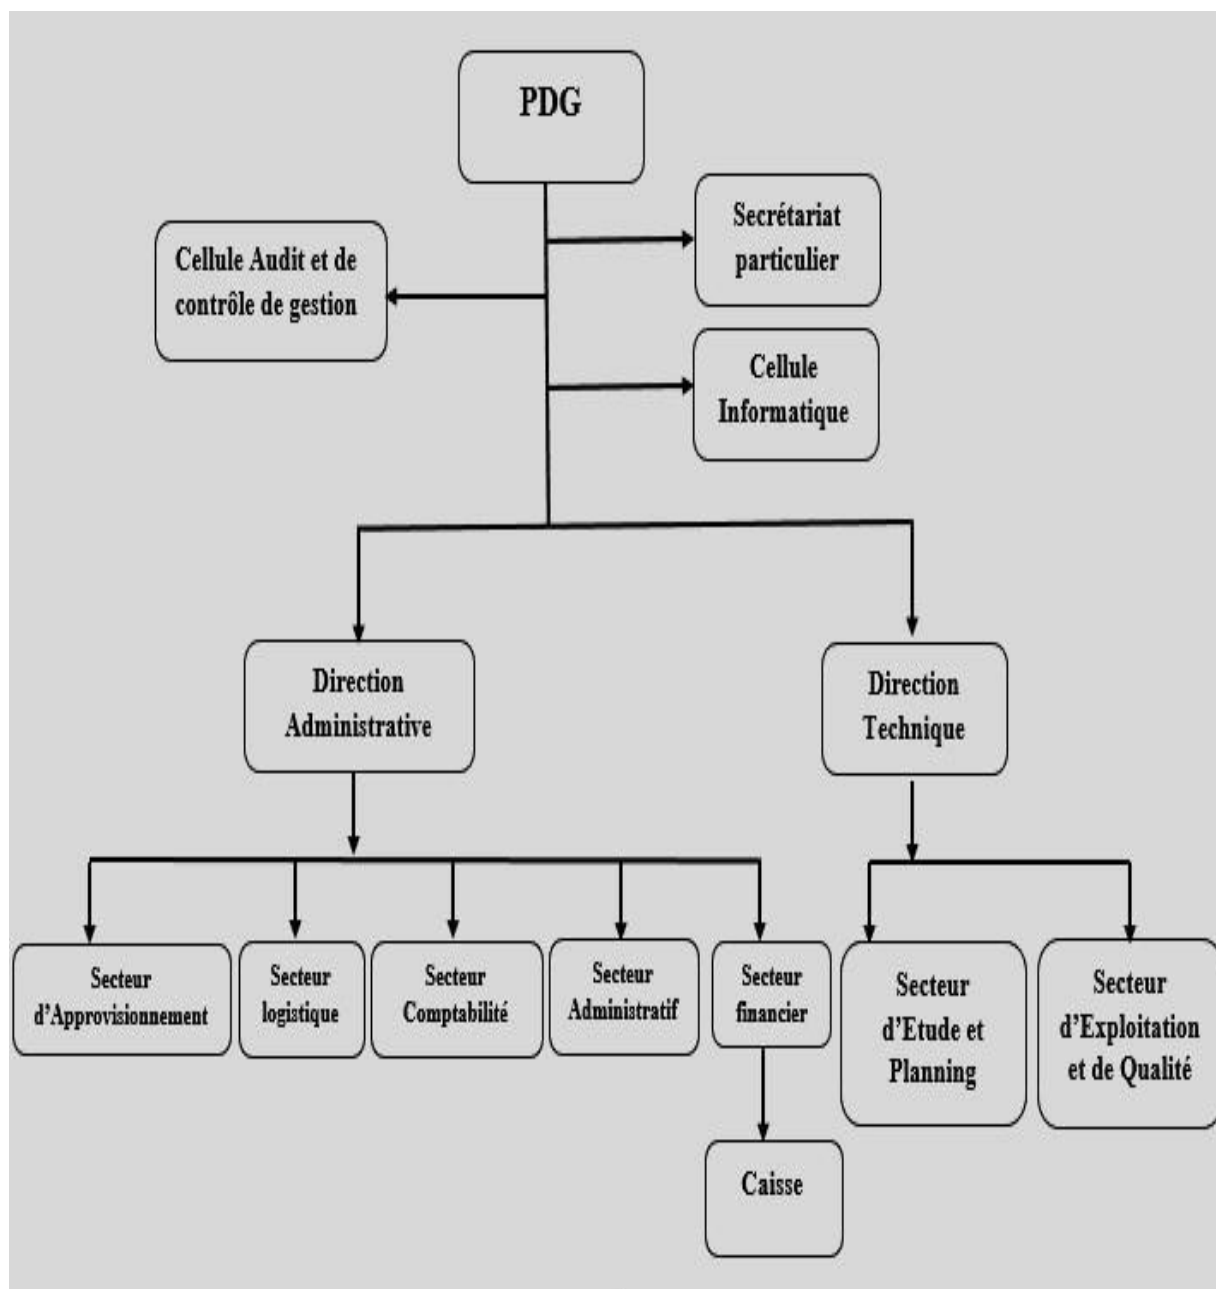 PDG
Secrétariat
particulier
Cellule Audit et de
contrôle de gestion
Cellule
Informatique
Direction
Administrative
Direction
Technique
Secteur
d’Approvisionnement
Secteur
logistique
Secteur
Comptabilité
Secteur
Administratif
Secteur
financier
Secteur
d’Etude et
Planning
Secteur
d’Exploitation
et de Qualité
Caisse